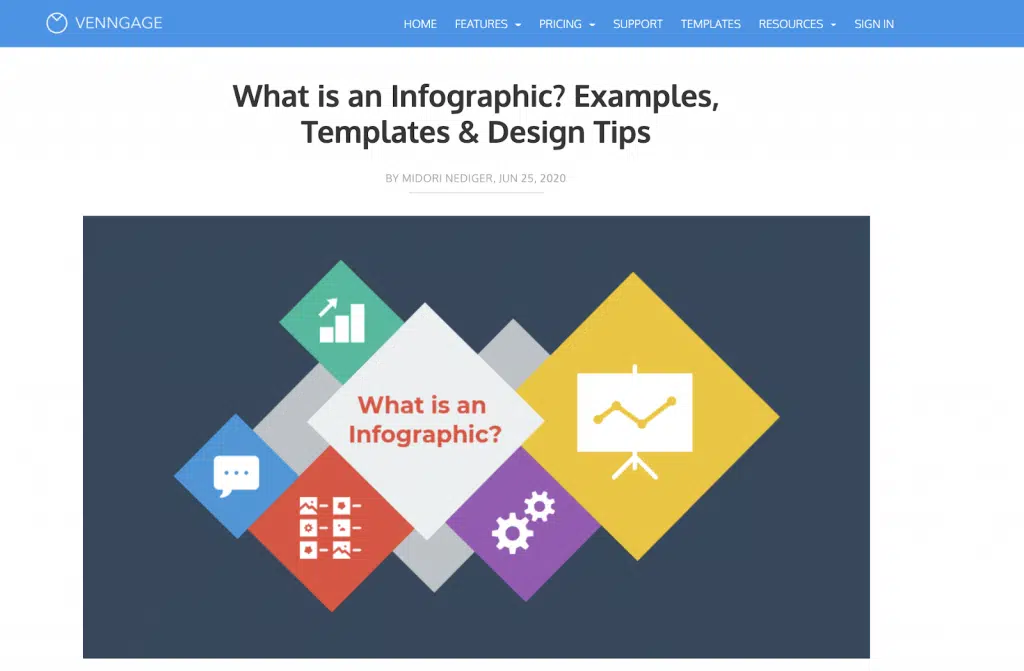 VENNGAGE
HOME FEATURES PRICING SUPPORT TEMPLATES RESOURCES SIGN IN
What is an Infographic? Examples,
Templates & Design Tips
BY MIDORI NEDIGER, JUN 25, 2020
What is an
Infographic?